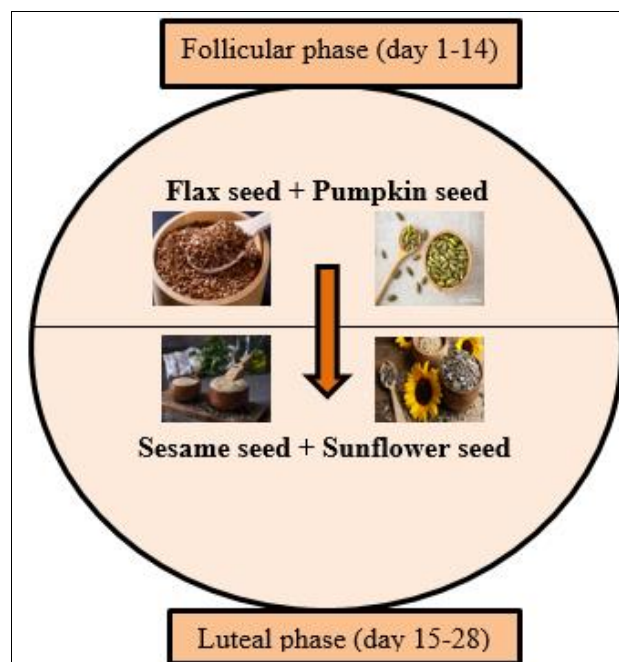 Follicular phase (day 1-14)
Flax seed + Pumpkin seed
Sesame seed + Sunflower seed
Luteal phase (day 15-28)